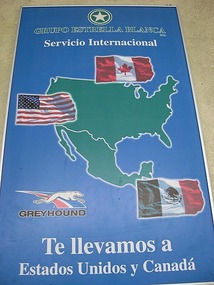 GRUPO ESTRELLA BLANCA
Servicio Internacional
GREYHOUND
Te llevamos a
Estados Unidos y Canadá